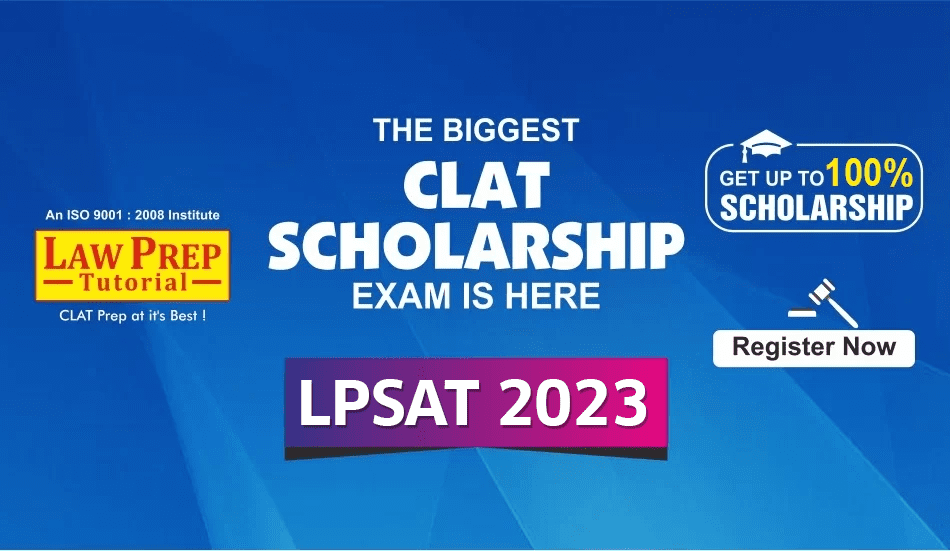 An ISO 9001 : 2008 Institute
LAW PREP
Tutorial
CLAT Prep at it's Best !
THE BIGGEST
CLAT
SCHOLARSHIP
EXAM IS HERE
LPSAT 2023
GET UP TO 100%
SCHOLARSHIP
Register Now